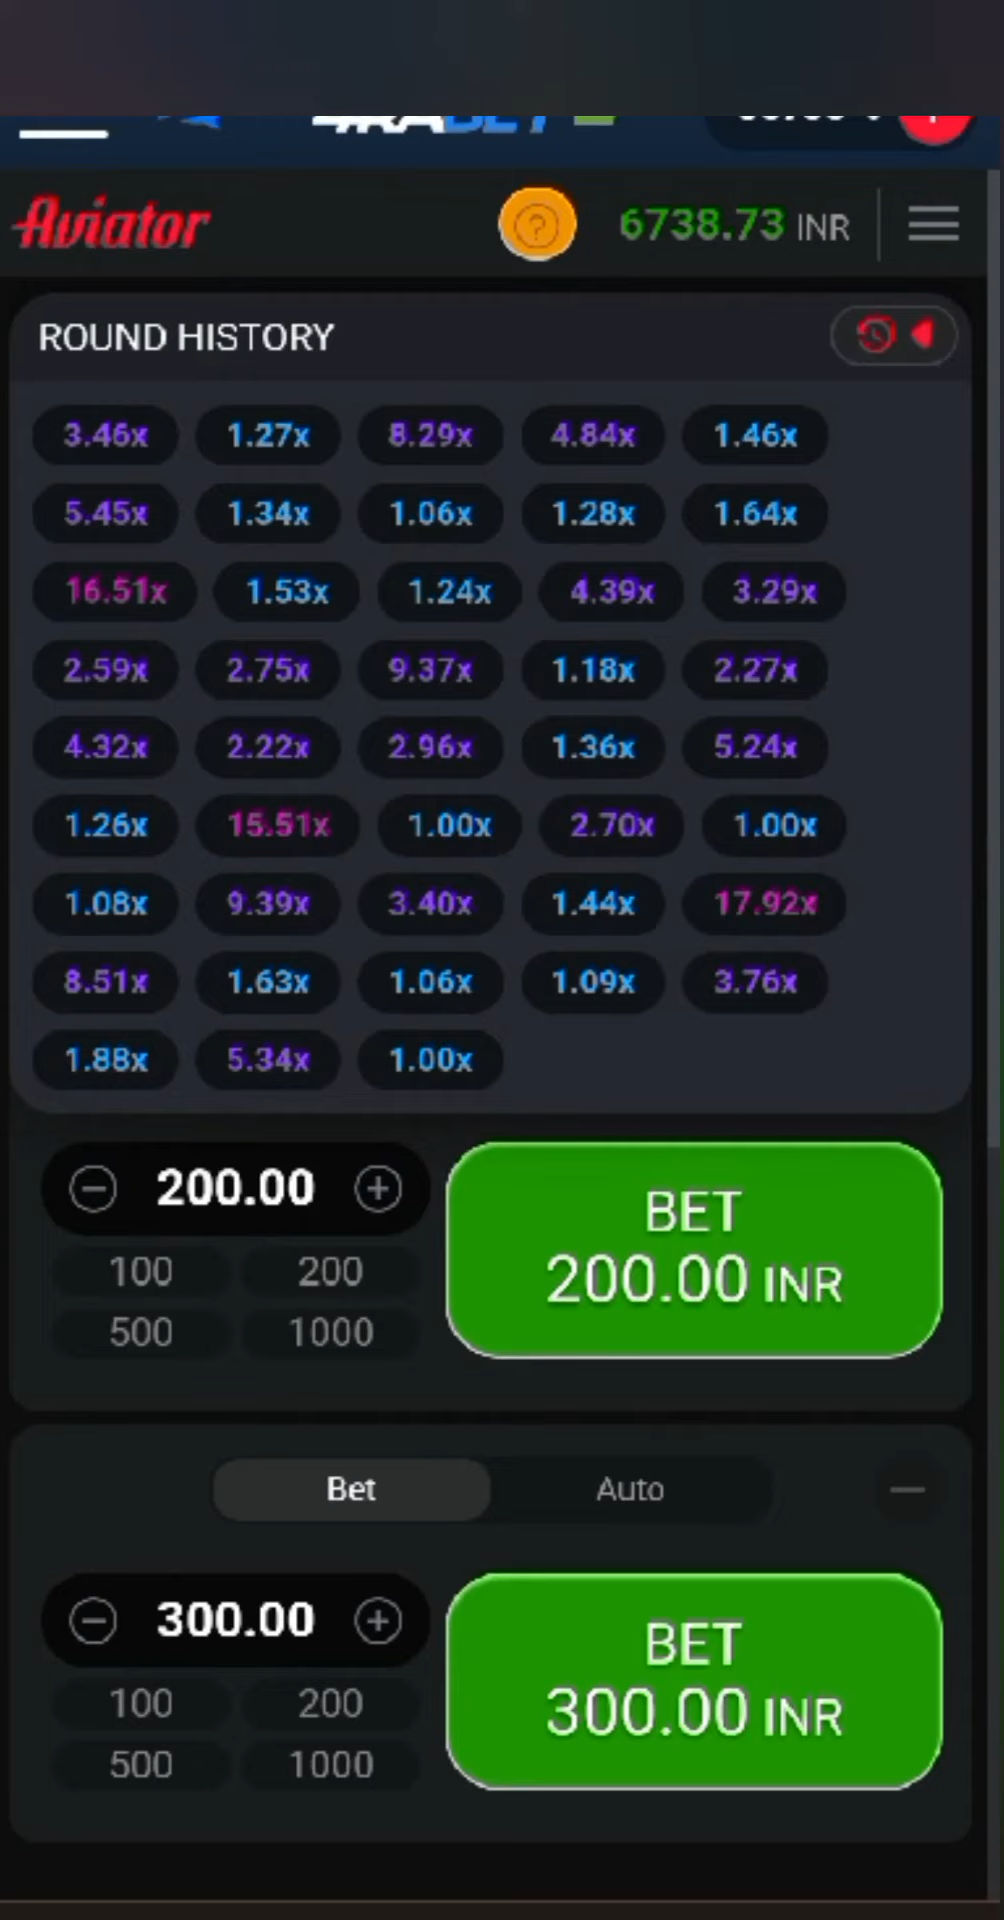 4RABET
Aviator
? 6738.73 INR
ROUND HISTORY
3.46x 1.27x 8.29x 4.84x 1.46x
5.45x 1.34x 1.06x 1.28x 1.64x
16.51x 1.53x 1.24x 4.39x 3.29x
2.59x 2.75x 9.37x 1.18x 2.27x
4.32x 2.22x 2.96x 1.36x 5.24x
1.26x 15.51x 1.00x 2.70x 1.00x
1.08x 9.39x 3.40x 1.44x 17.92x
8.51x 1.63x 1.06x 1.09x 3.76x
1.88x 5.34x 1.00x
200.00
100 200
500 1000
BET
200.00 INR
Bet Auto
300.00
100 200
500 1000
BET
300.00 INR